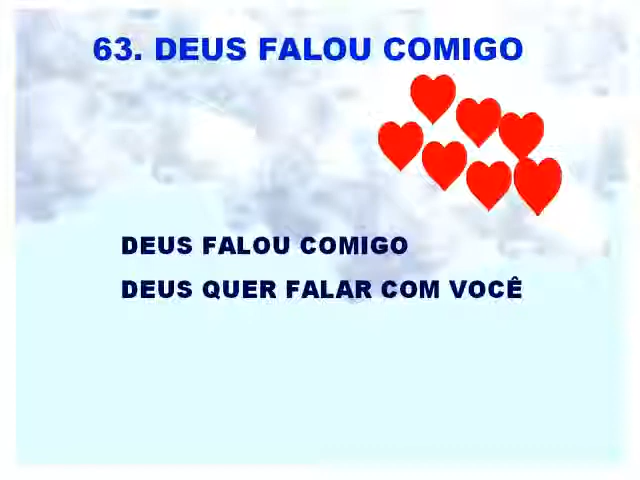 63. DEUS FALOU COMIGO
DEUS FALOU COMIGO
DEUS QUER FALAR COM VOCÊ